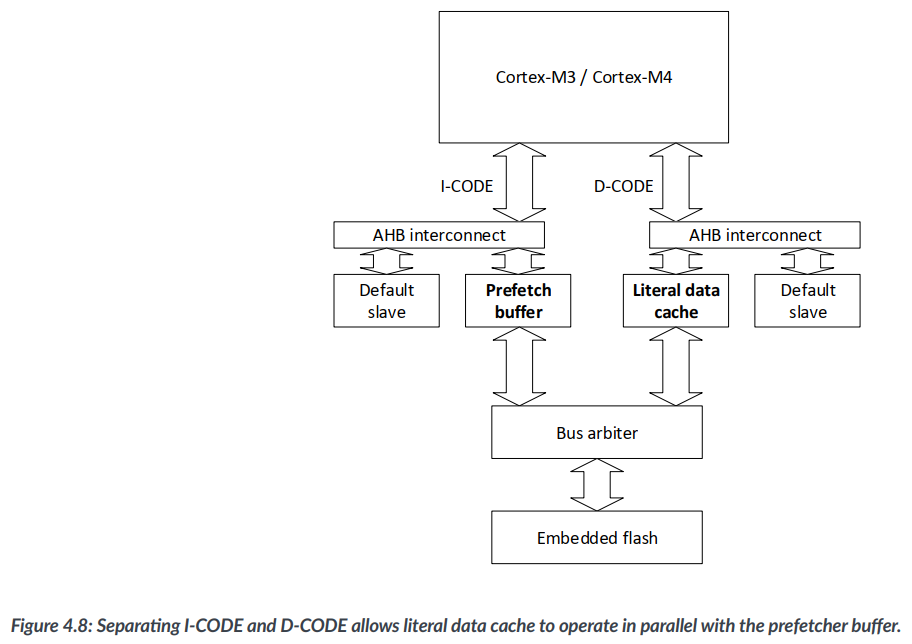 Cortex-M3 / Cortex-M4
I-CODE
D-CODE
AHB interconnect
AHB interconnect
Default
slave
Prefetch
buffer
Literal data
cache
Default
slave
Bus arbiter
Embedded flash
Figure 4.8: Separating I-CODE and D-CODE allows literal data cache to operate in parallel with the prefetcher buffer.